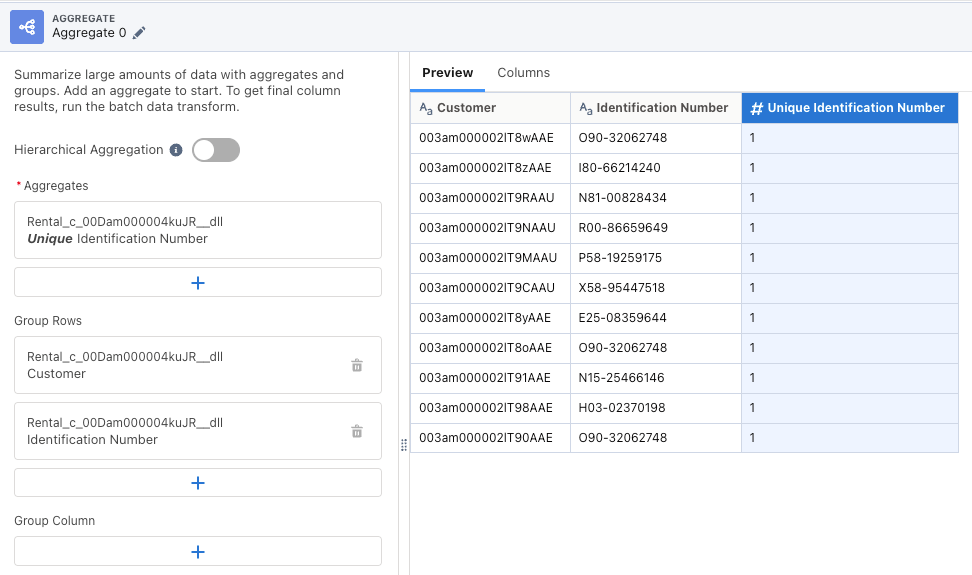 AGGREGATE
Aggregate 0
Summarize large amounts of data with aggregates and
groups. Add an aggregate to start. To get final column
results, run the batch data transform.
Hierarchical Aggregation
* Aggregates
Rental_c_00Dam000004kuJR__dll
Unique Identification Number
+
Group Rows
Rental_c_00Dam000004kuJR__dll
Customer
Rental_c_00Dam000004kuJR__dll
Identification Number
+
Group Column
+
Preview Columns
Aa Customer Aa Identification Number # Unique Identification Number
003am000002IT8wAAE O90-32062748 1
003am000002IT8zAAE I80-66214240 1
003am000002IT9RAAU N81-00828434 1
003am000002IT9NAAU R00-86659649 1
003am000002IT9MAAU P58-19259175 1
003am000002IT9CAAU X58-95447518 1
003am000002IT8yAAE E25-08359644 1
003am000002IT8oAAE O90-32062748 1
003am000002IT91AAE N15-25466146 1
003am000002IT98AAE H03-02370198 1
003am000002IT90AAE O90-32062748 1